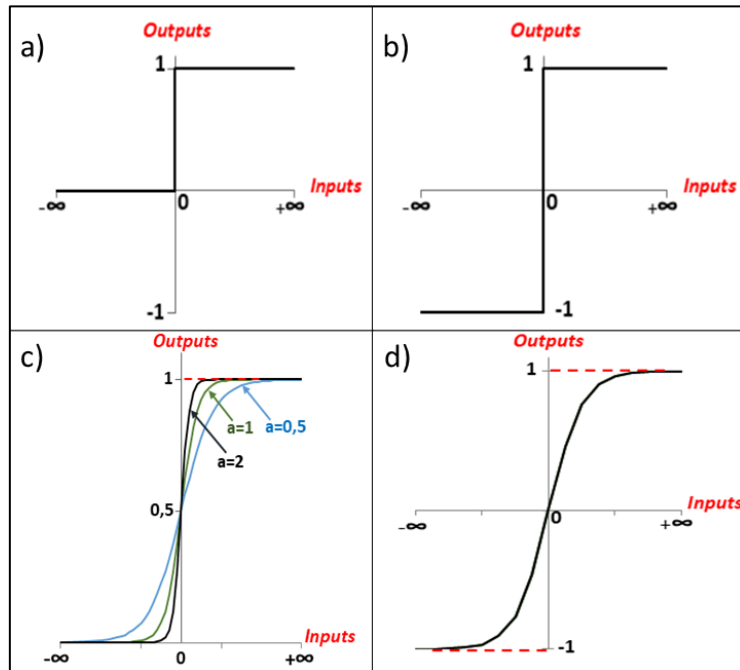 a)
Outputs
1
Inputs
-∞
0
+∞
-1
b)
Outputs
1
Inputs
-∞
0
+∞
-1
c)
Outputs
1
a=1
a=0,5
a=2
0,5
Inputs
-∞
0
+∞
d)
Outputs
1
Inputs
-∞
0
+∞
-1